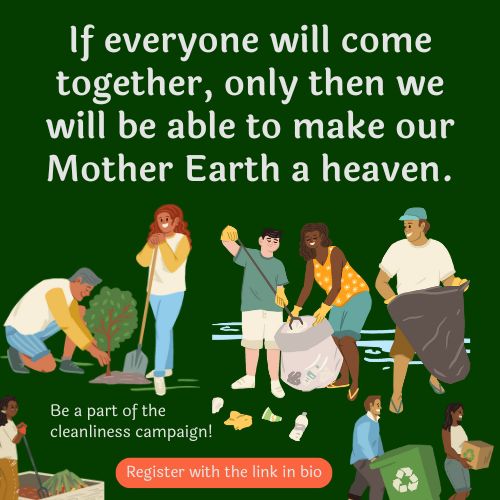 If everyone will come
together, only then we
will be able to make our
Mother Earth a heaven.
Be a part of the
cleanliness campaign!
Register with the link in bio